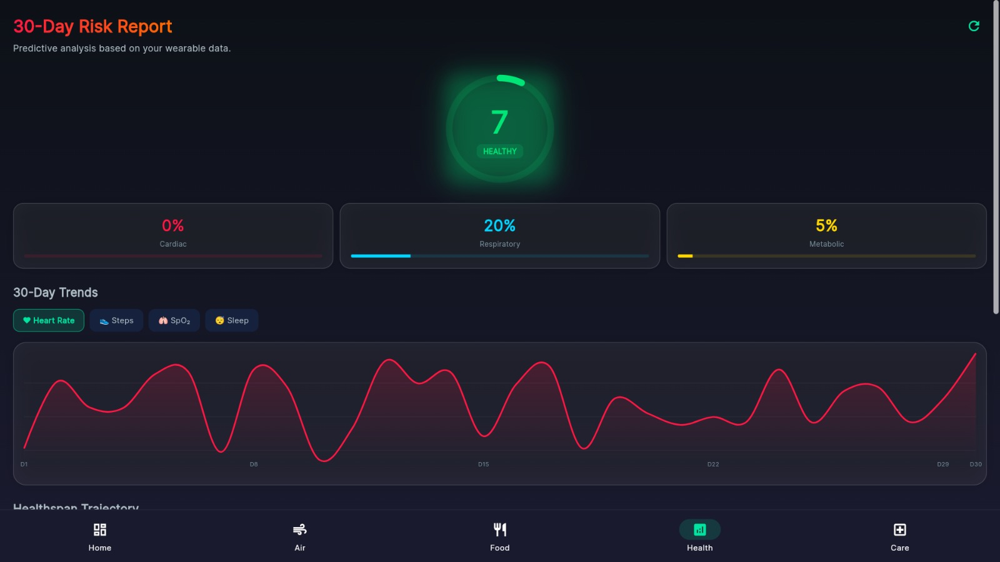 30-Day Risk Report
Predictive analysis based on your wearable data.
7
HEALTHY
0%
Cardiac
20%
Respiratory
5%
Metabolic
30-Day Trends
Heart Rate
Steps
SpO₂
Sleep
D1 D8 D15 D22 D29 D30
Healthspan Trajectory
Home
Air
Food
Health
Care